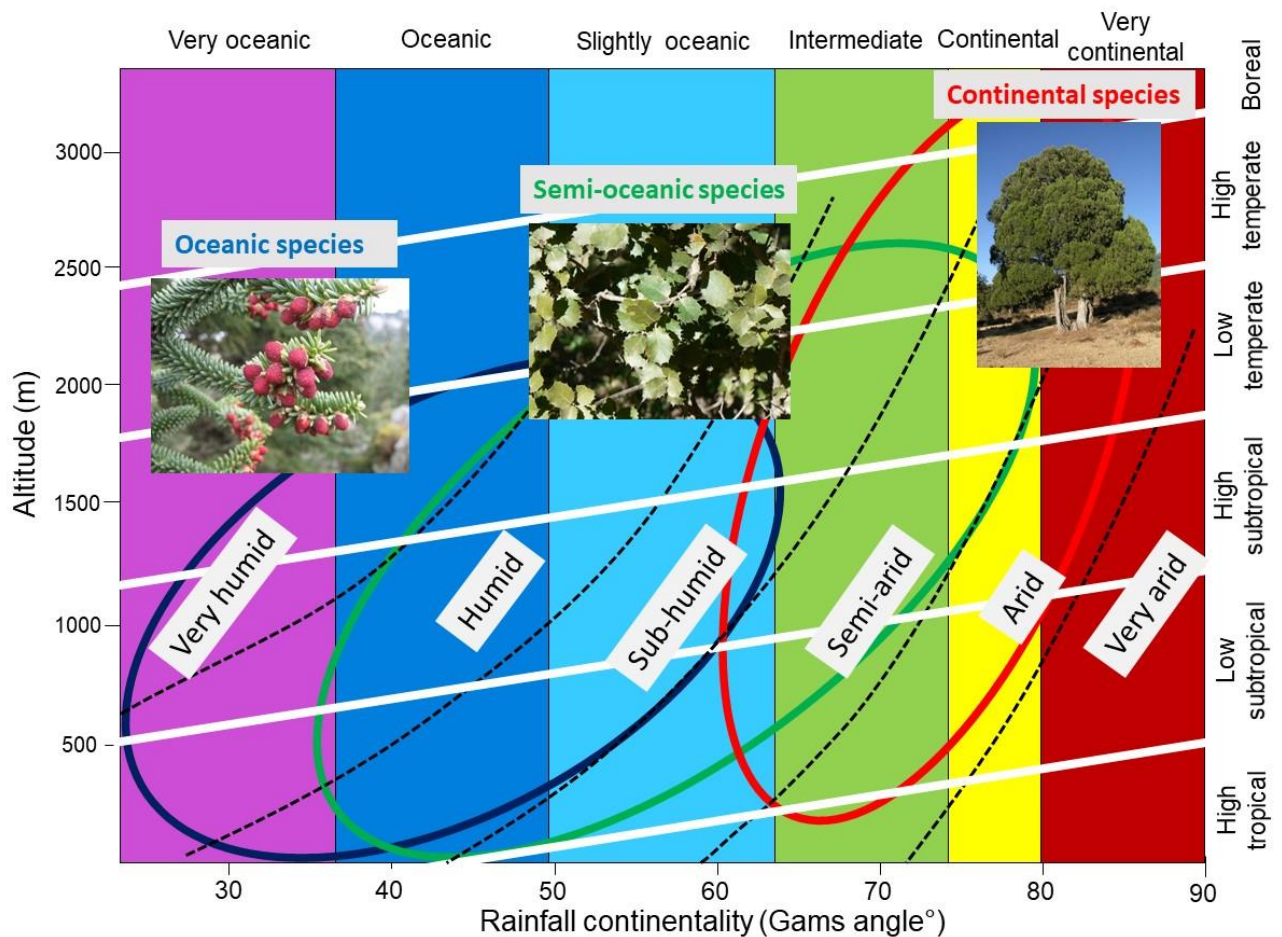 Very oceanic
Oceanic
Slightly oceanic
Intermediate
Continental
Very
continental
Boreal
High
temperate
Low
temperate
High
subtropical
Low
subtropical
High
tropical
Continental species
Semi-oceanic species
Oceanic species
Altitude (m)
3000
2500
2000
1500
1000
500
Very humid
Humid
Sub-humid
Semi-arid
Arid
Very arid
30
40
50
60
70
80
90
Rainfall continentality (Gams angle°)